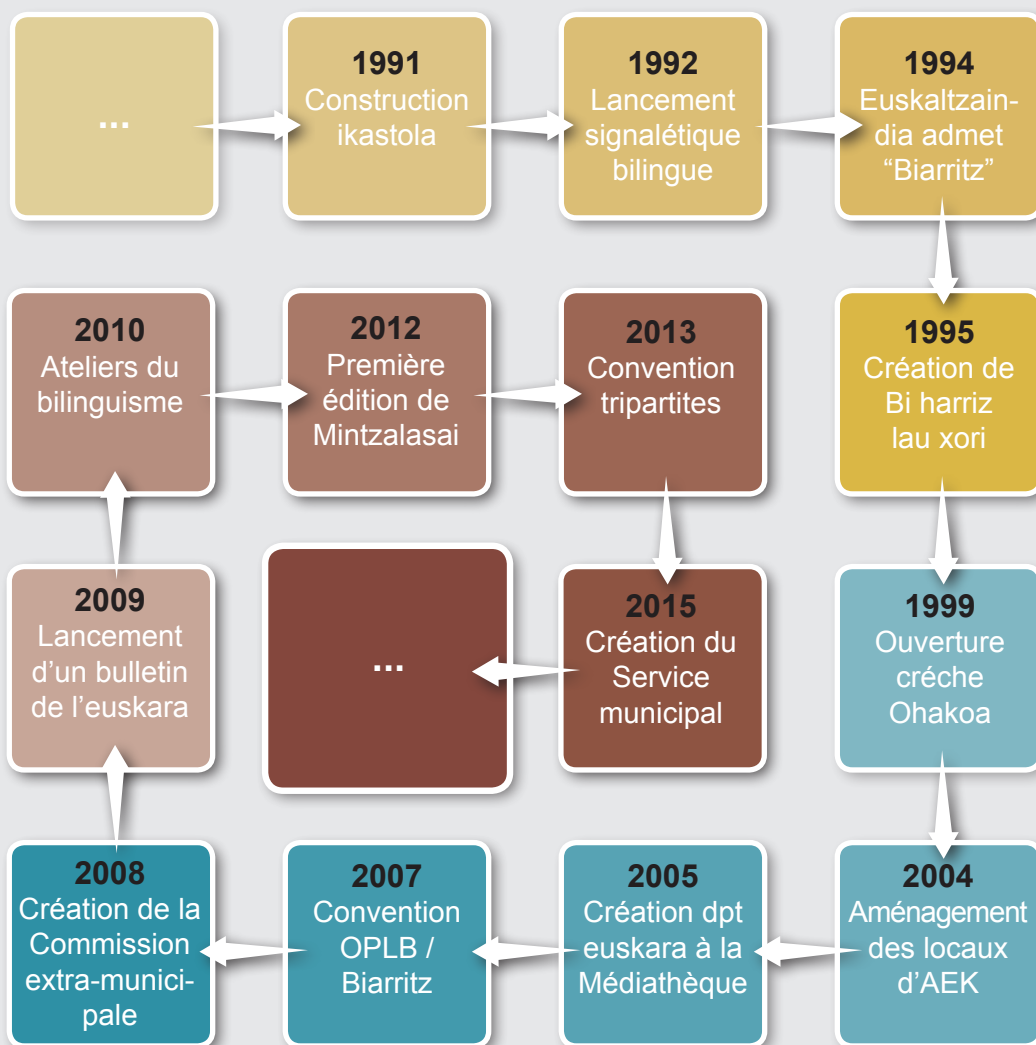 ...
1991
Construction
ikastola
1992
Lancement
signalétique
bilingue
1994
Euskaltzain-
dia admet
“Biarritz”
1995
Création de
Bi harriz
lau xori
1999
Ouverture
créche
Ohakoa
2004
Aménagement
des locaux
d’AEK
2005
Création dpt
euskara à la
Médiathèque
2007
Convention
OPLB /
Biarritz
2008
Création de la
Commission
extra-munici-
pale
2009
Lancement
d’un bulletin
de l’euskara
2010
Ateliers du
bilinguisme
2012
Première
édition de
Mintzalasai
2013
Convention
tripartites
2015
Création du
Service
municipal
...